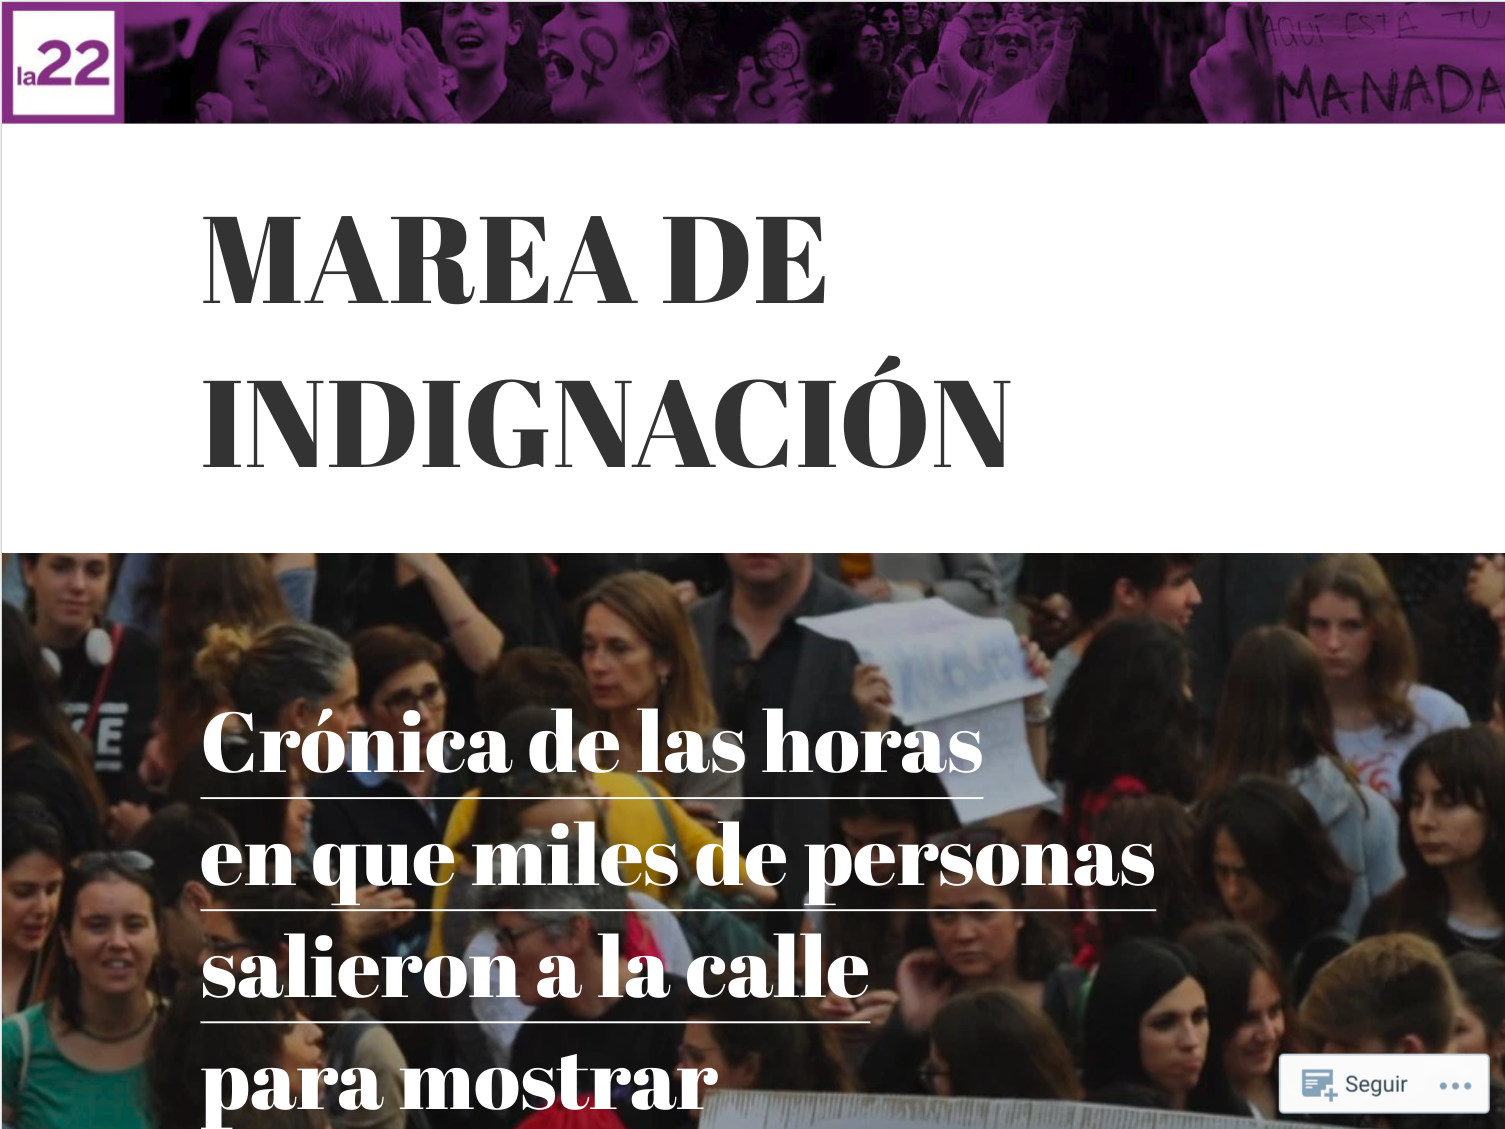 la22
AQUÍ ESTÁ TU
MANADA
MAREA DE
INDIGNACIÓN
Crónica de las horas
en que miles de personas
salieron a la calle
para mostrar
Seguir